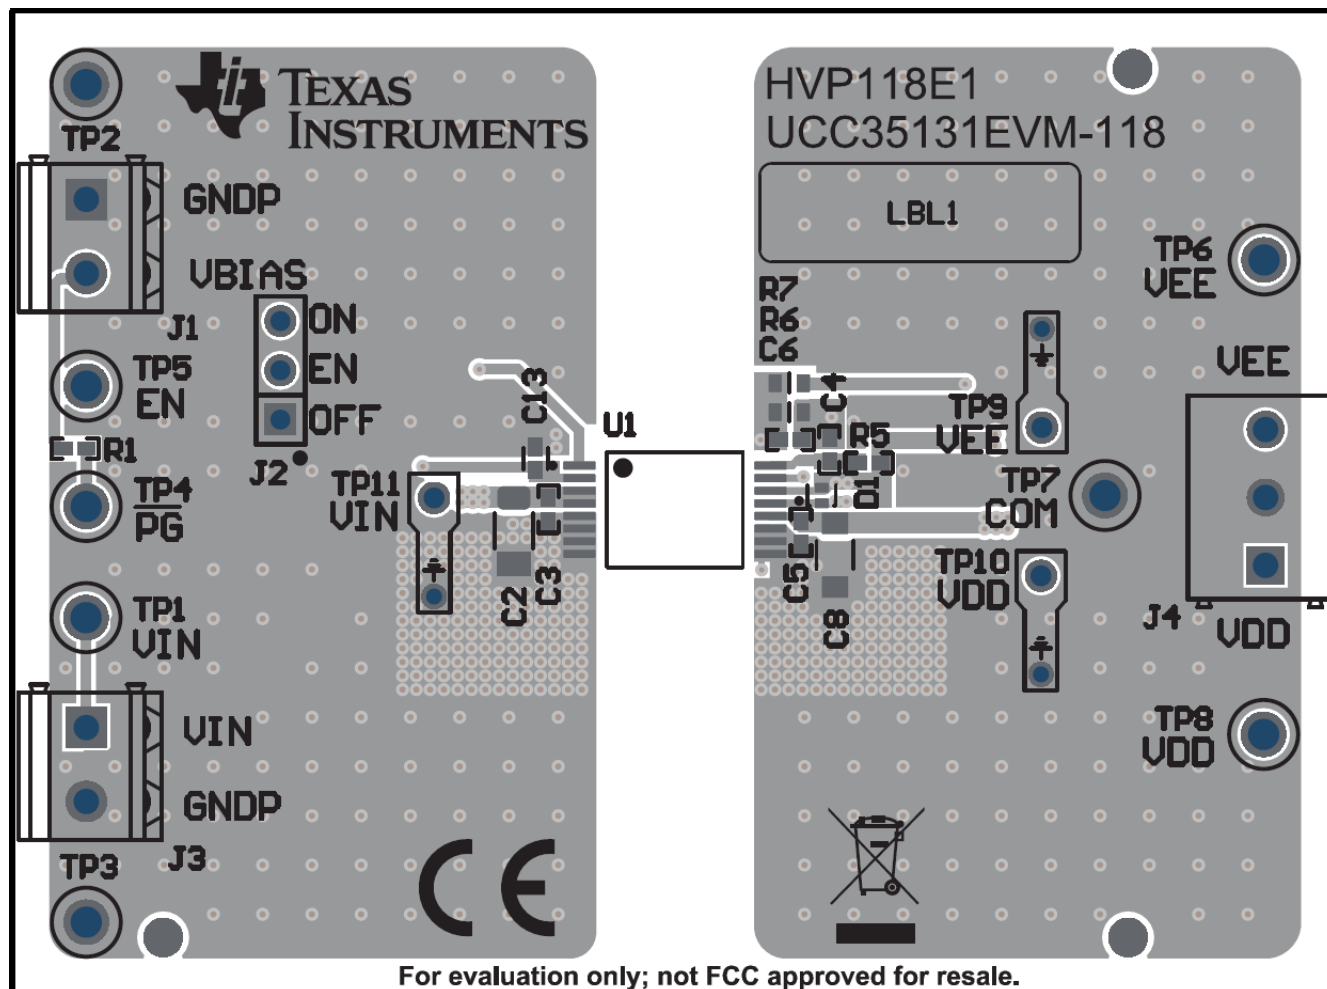 TEXAS
INSTRUMENTS
TP2
GNDP
VBIAS
J1
ON
EN
OFF
J2
TP5
EN
R1
TP4
PG
TP1
VIN
VIN
GNDP
J3
TP3
TP11
VIN
C13
C2
C3
U1
HVP118E1
UCC35131EVM-118
LBL1
R7
R6
C6
C4
R5
D1
C5
C8
TP6
VEE
TP9
VEE
VEE
TP7
COM
TP10
VDD
J4
VDD
TP8
VDD
CE
For evaluation only; not FCC approved for resale.